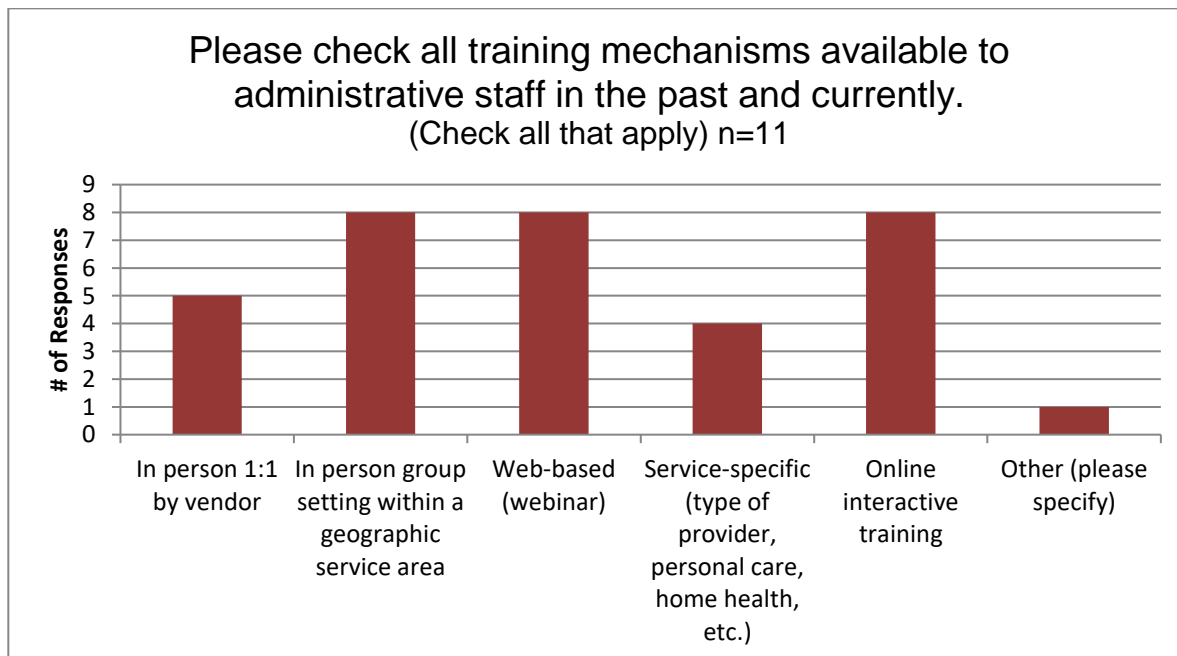 Please check all training mechanisms available to
administrative staff in the past and currently.
(Check all that apply) n=11
# of Responses
9
8
7
6
5
4
3
2
1
0
In person 1:1
by vendor
In person group
setting within a
geographic
service area
Web-based
(webinar)
Service-specific
(type of
provider,
personal care,
home health,
etc.)
Online
interactive
training
Other (please
specify)